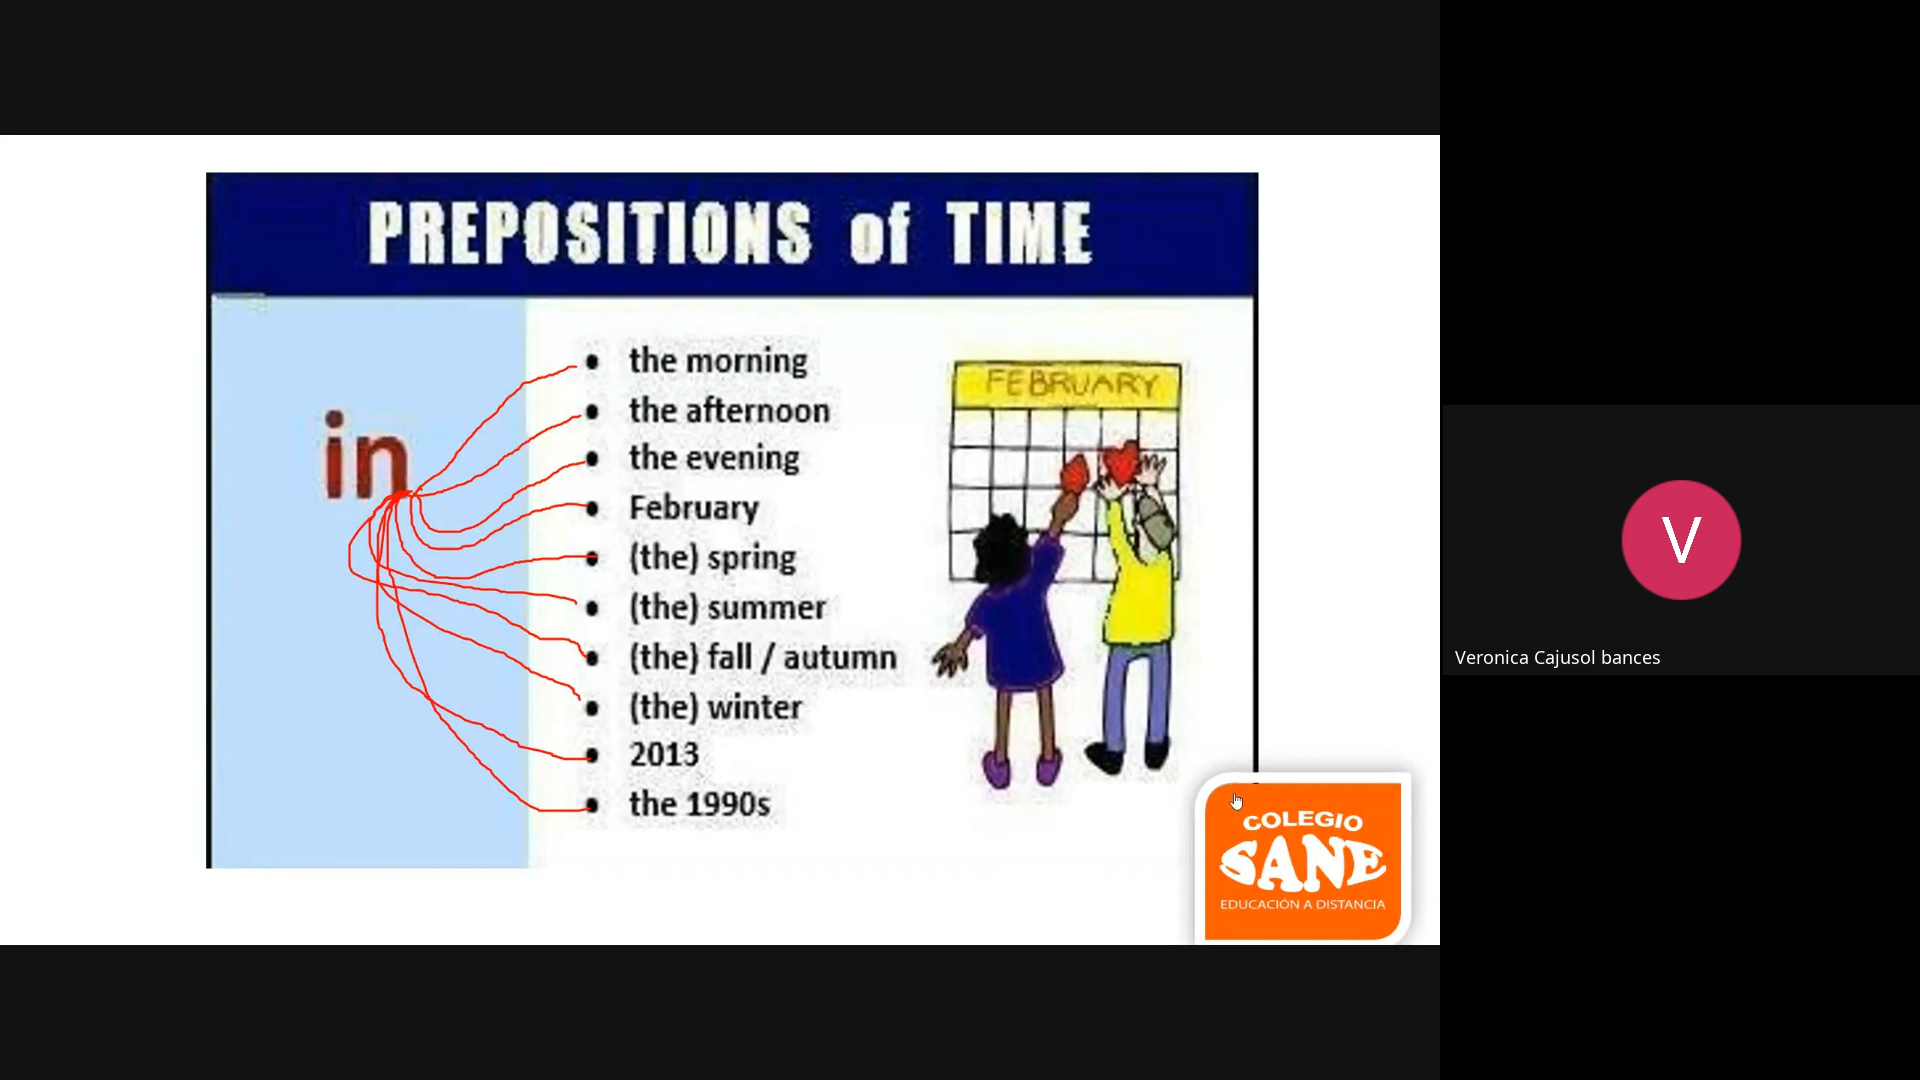 PREPOSITIONS of TIME
in
• the morning
• the afternoon
• the evening
• February
• (the) spring
• (the) summer
• (the) fall / autumn
• (the) winter
• 2013
• the 1990s
FEBRUARY
COLEGIO
SANE
EDUCACIÓN A DISTANCIA
V
Veronica Cajusol bances